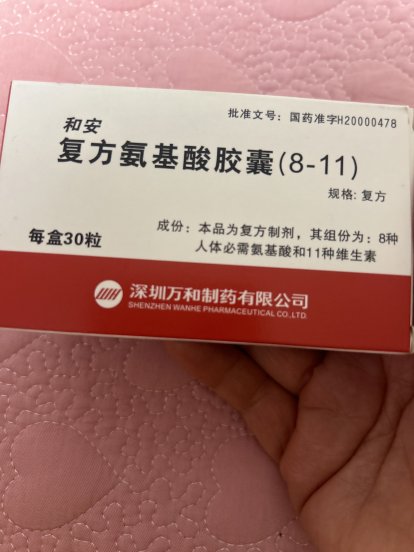 批准文号：国药准字H20000478
和安
复方氨基酸胶囊(8-11)
规格: 复方
成份：本品为复方制剂，其组份为：8种
人体必需氨基酸和11种维生素
每盒30粒
深圳万和制药有限公司
SHENZHEN WANHE PHARMACEUTICAL CO.,LTD.